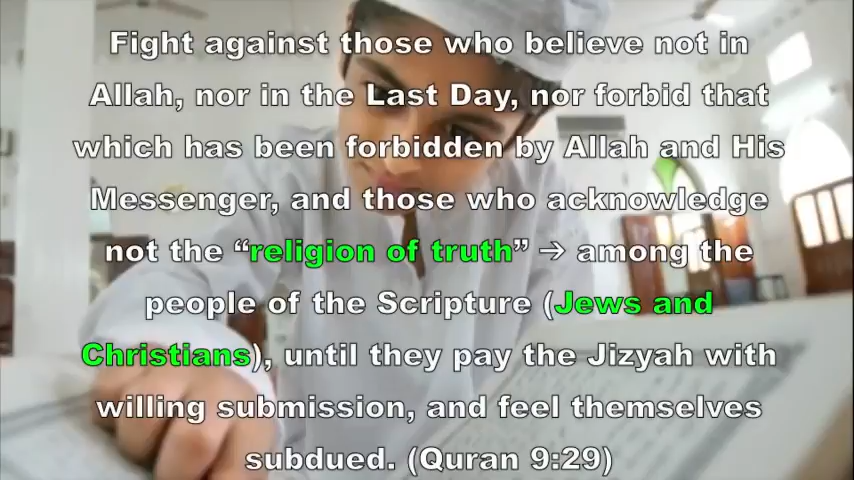 Fight against those who believe not in
Allah, nor in the Last Day, nor forbid that
which has been forbidden by Allah and His
Messenger, and those who acknowledge
not the “religion of truth” → among the
people of the Scripture (Jews and
Christians), until they pay the Jizyah with
willing submission, and feel themselves
subdued. (Quran 9:29)